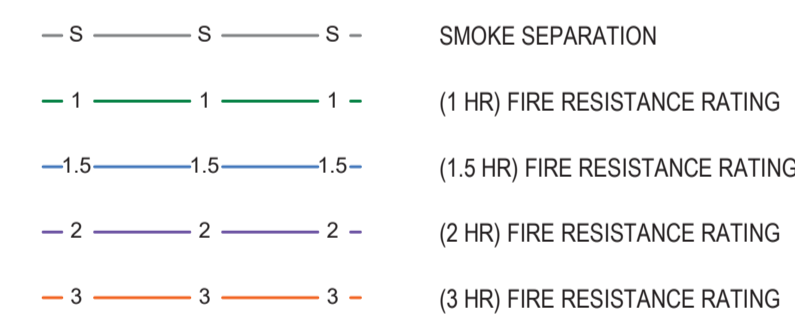 S S S SMOKE SEPARATION
1 1 1 (1 HR) FIRE RESISTANCE RATING
1.5 1.5 1.5 (1.5 HR) FIRE RESISTANCE RATING
2 2 2 (2 HR) FIRE RESISTANCE RATING
3 3 3 (3 HR) FIRE RESISTANCE RATING